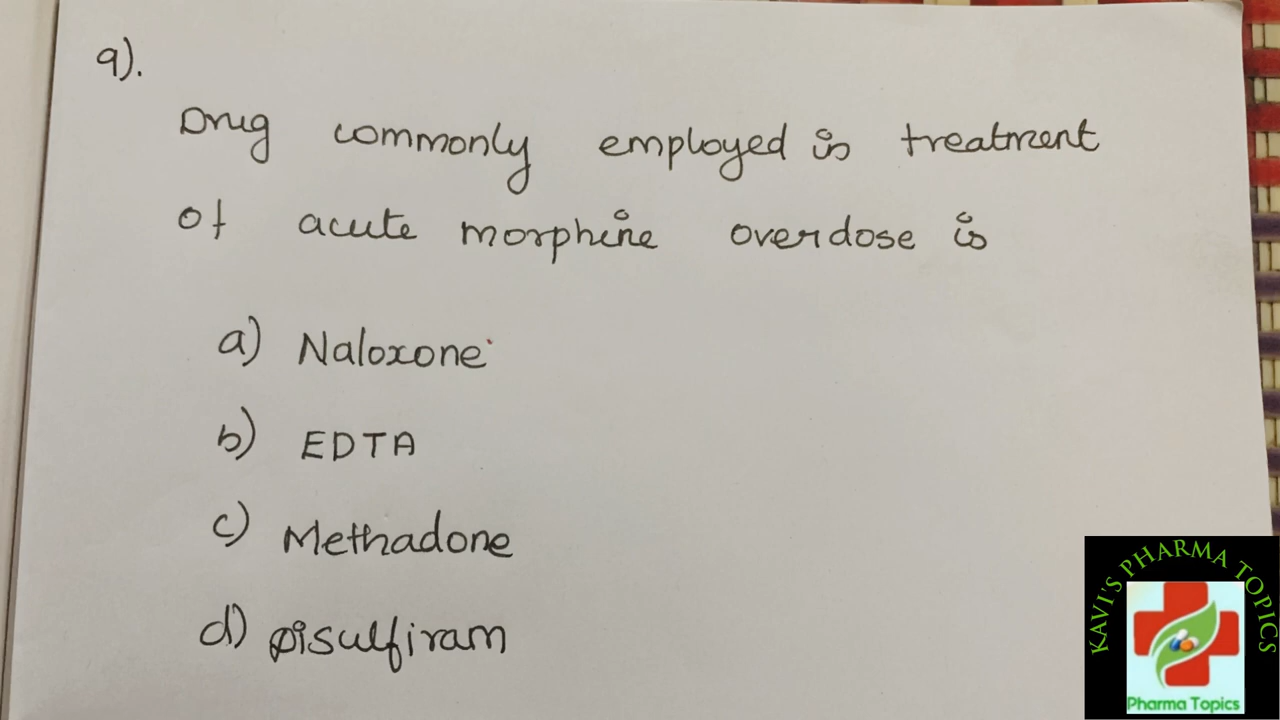 9).
Drug commonly employed in treatment
of acute morphine overdose is
a) Naloxone
b) EDTA
c) Methadone
d) Disulfiram
KAVI'S PHARMA TOPICS
Pharma Topics